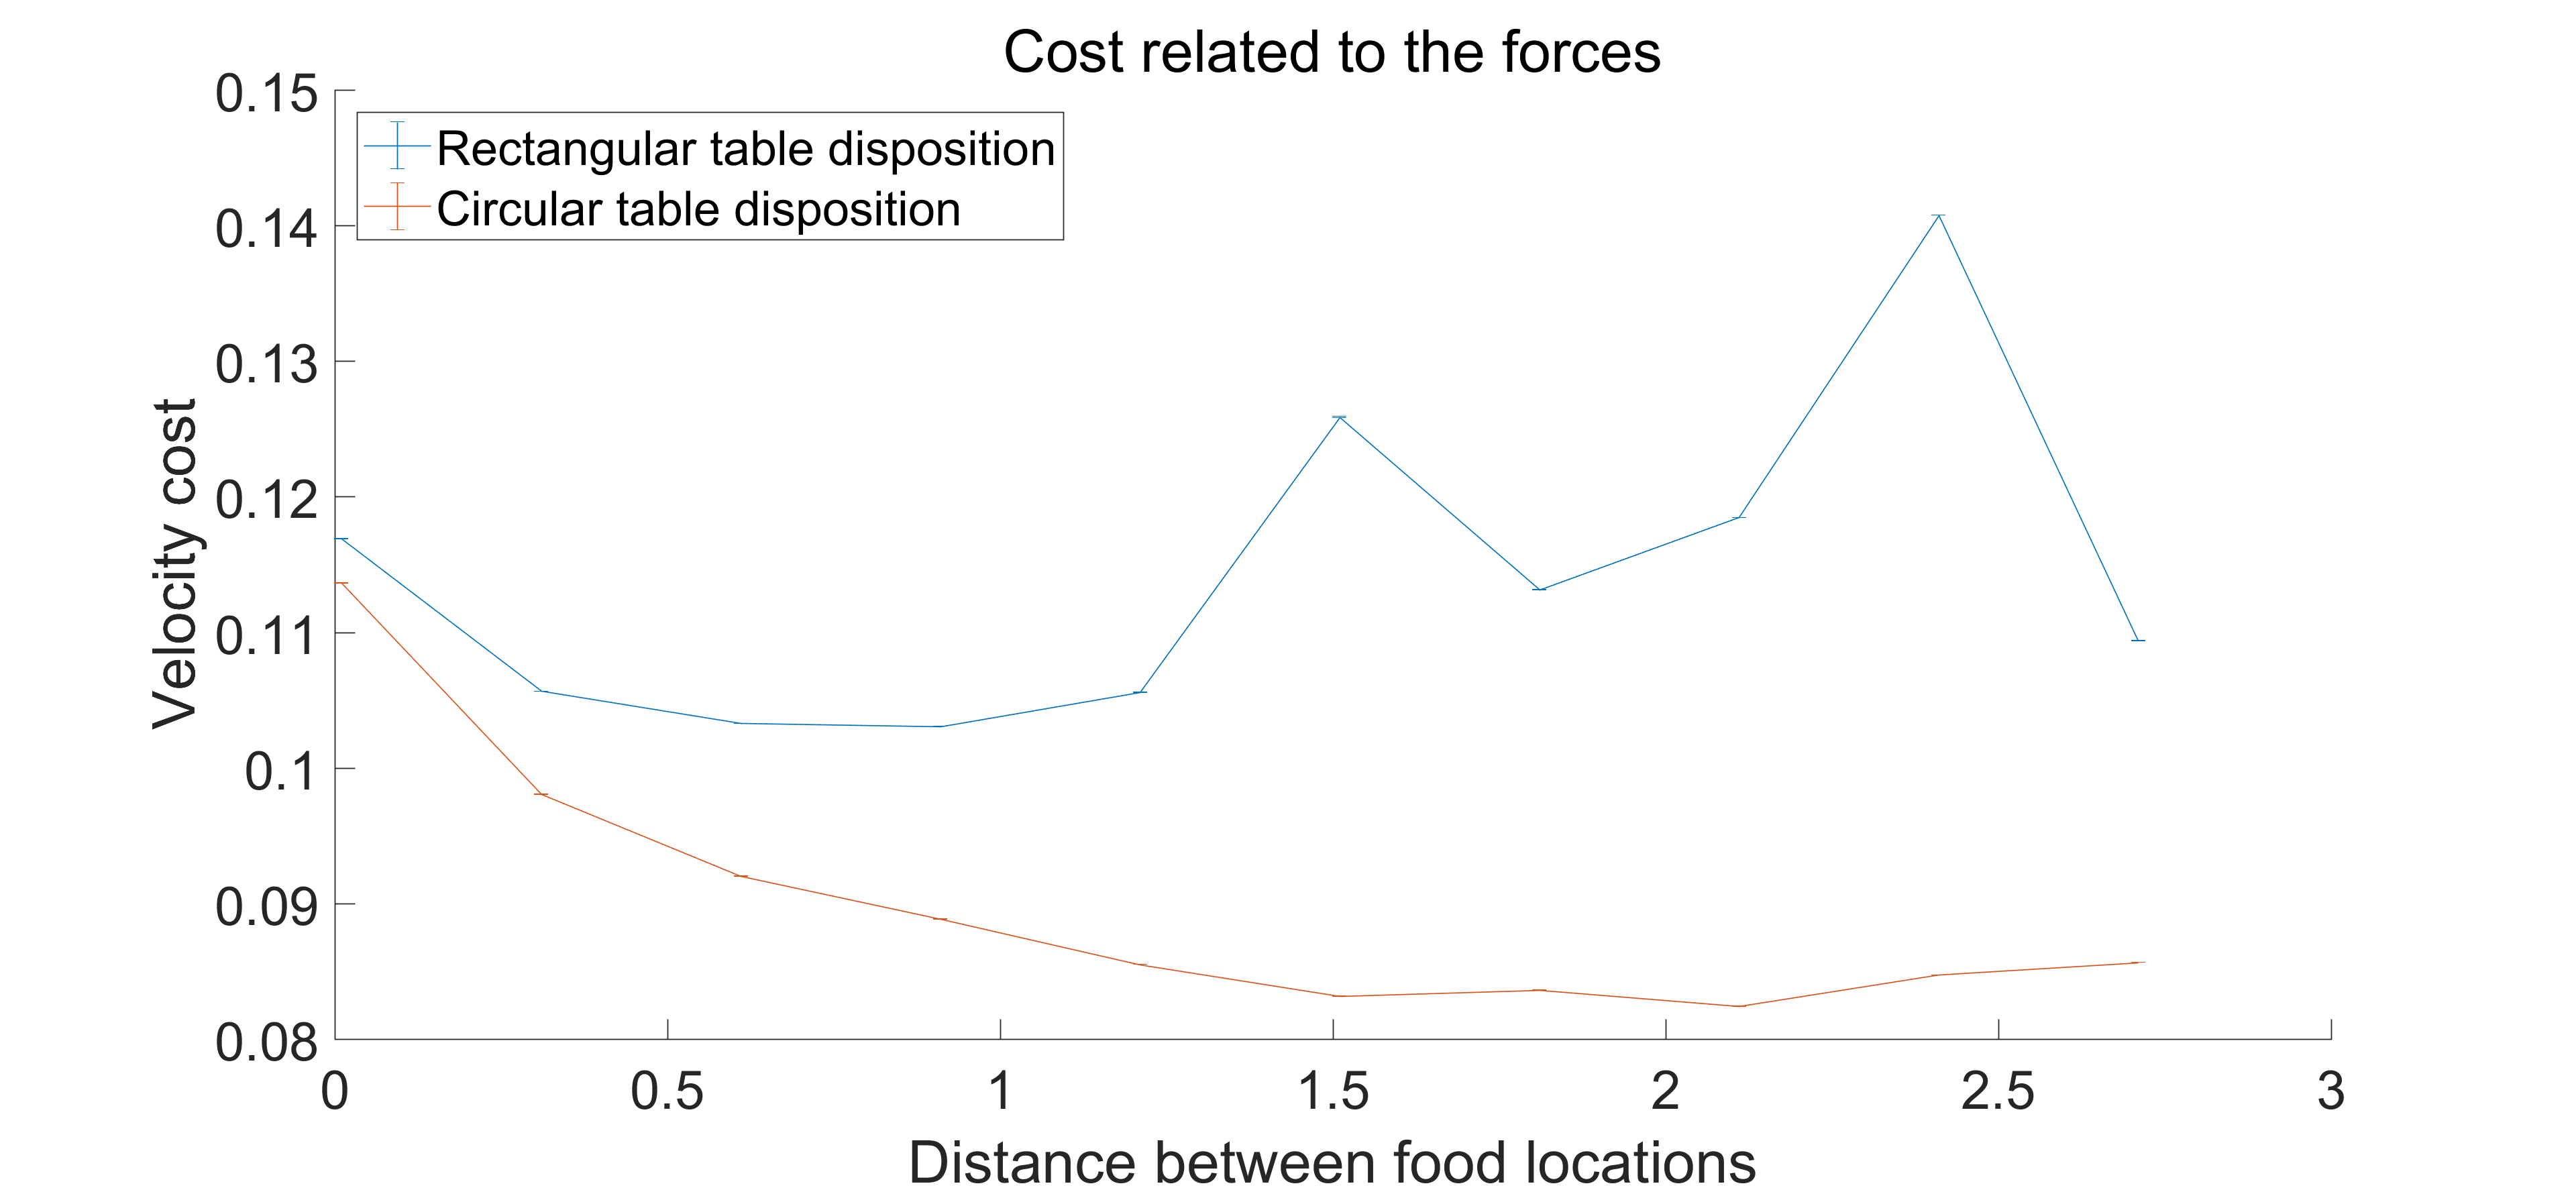 Cost related to the forces
0.15
Rectangular table disposition
Circular table disposition
0.14
0.13
0.12
0.11
0.1
0.09
0.08
Velocity cost
0 0.5 1 1.5 2 2.5 3
Distance between food locations